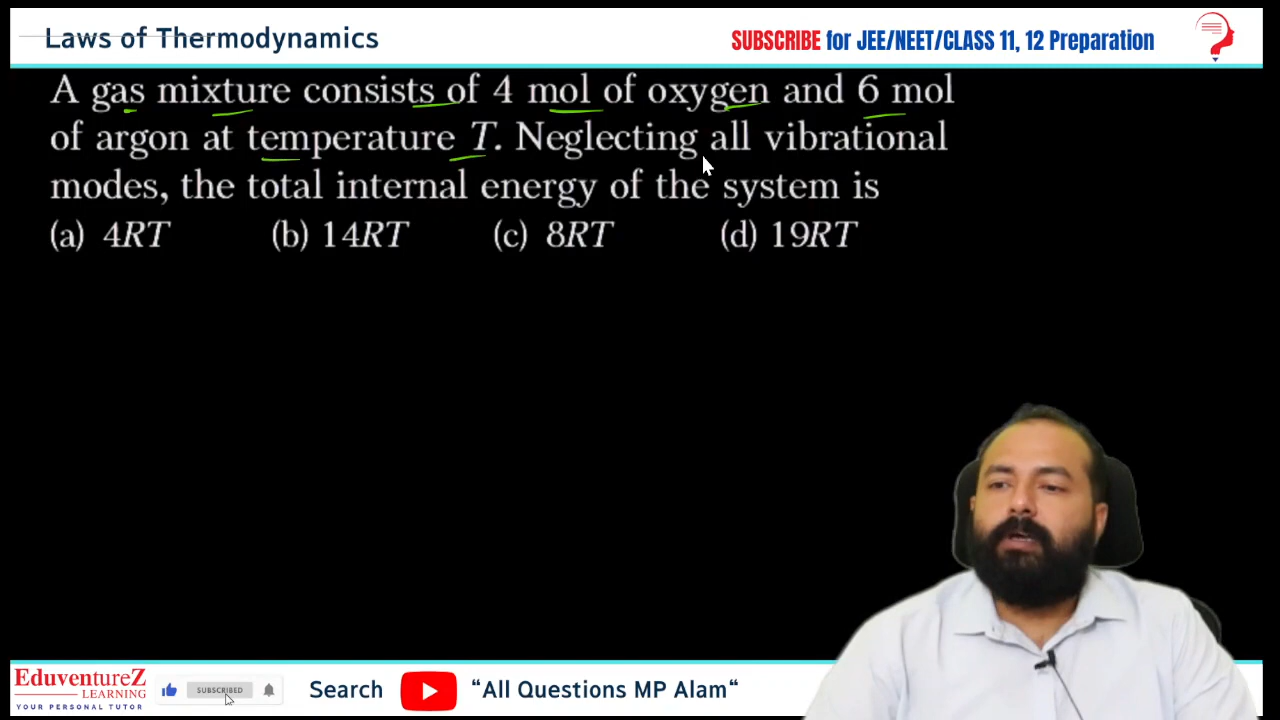 Laws of Thermodynamics
SUBSCRIBE for JEE/NEET/CLASS 11, 12 Preparation
A gas mixture consists of 4 mol of oxygen and 6 mol
of argon at temperature T. Neglecting all vibrational
modes, the total internal energy of the system is
(a) 4RT (b) 14RT (c) 8RT (d) 19RT
EduventureZ
LEARNING
YOUR PERSONAL TUTOR
SUBSCRIBED
Search "All Questions MP Alam"